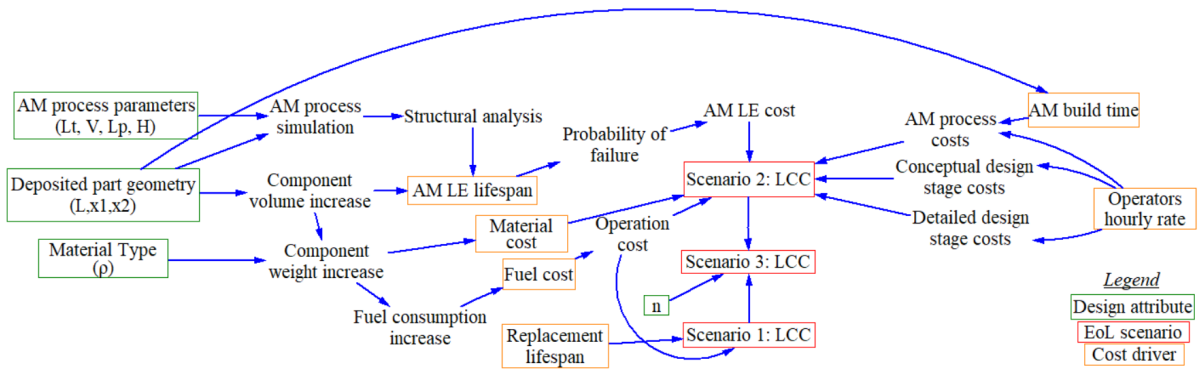 AM process parameters
(Lt, V, Lp, H)
AM process
simulation
Structural analysis
Probability of
failure
AM LE cost
AM process
costs
AM build time
Deposited part geometry
(L,x1,x2)
Component
volume increase
AM LE lifespan
Scenario 2: LCC
Conceptual design
stage costs
Operators
hourly rate
Material Type
(ρ)
Component
weight increase
Material
cost
Operation
cost
Detailed design
stage costs
Fuel cost
Scenario 3: LCC
Fuel consumption
increase
n
Replacement
lifespan
Scenario 1: LCC
Legend
Design attribute
EoL scenario
Cost driver